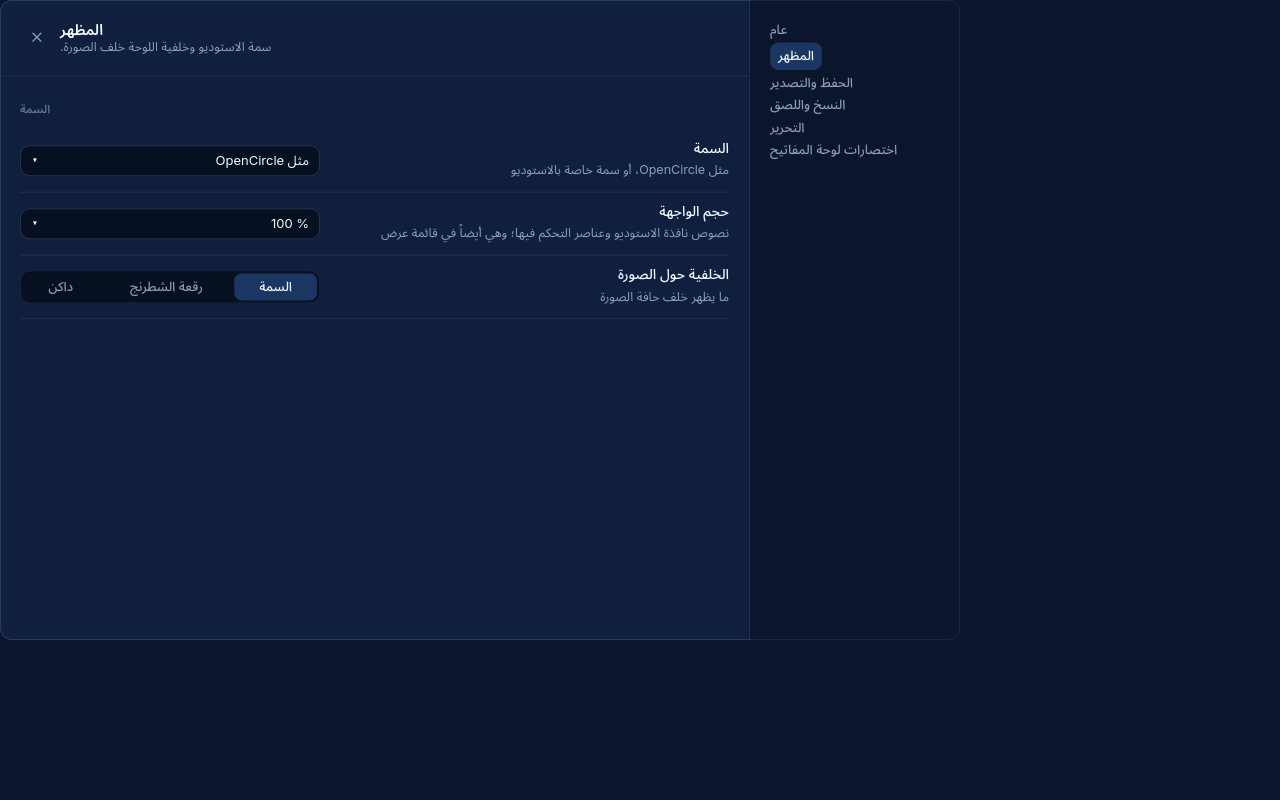 عام
المظهر
الحفظ والتصدير
النسخ واللصق
التحرير
اختصارات لوحة المفاتيح
المظهر
سمة الاستوديو وخلفية اللوحة خلف الصورة.
السمة
السمة
مثل OpenCircle، أو سمة خاصة بالاستوديو
مثل OpenCircle
حجم الواجهة
نصوص نافذة الاستوديو وعناصر التحكم فيها؛ وهي أيضاً في قائمة عرض
100 %
الخلفية حول الصورة
ما يظهر خلف حافة الصورة
السمة رقعة الشطرنج داكن